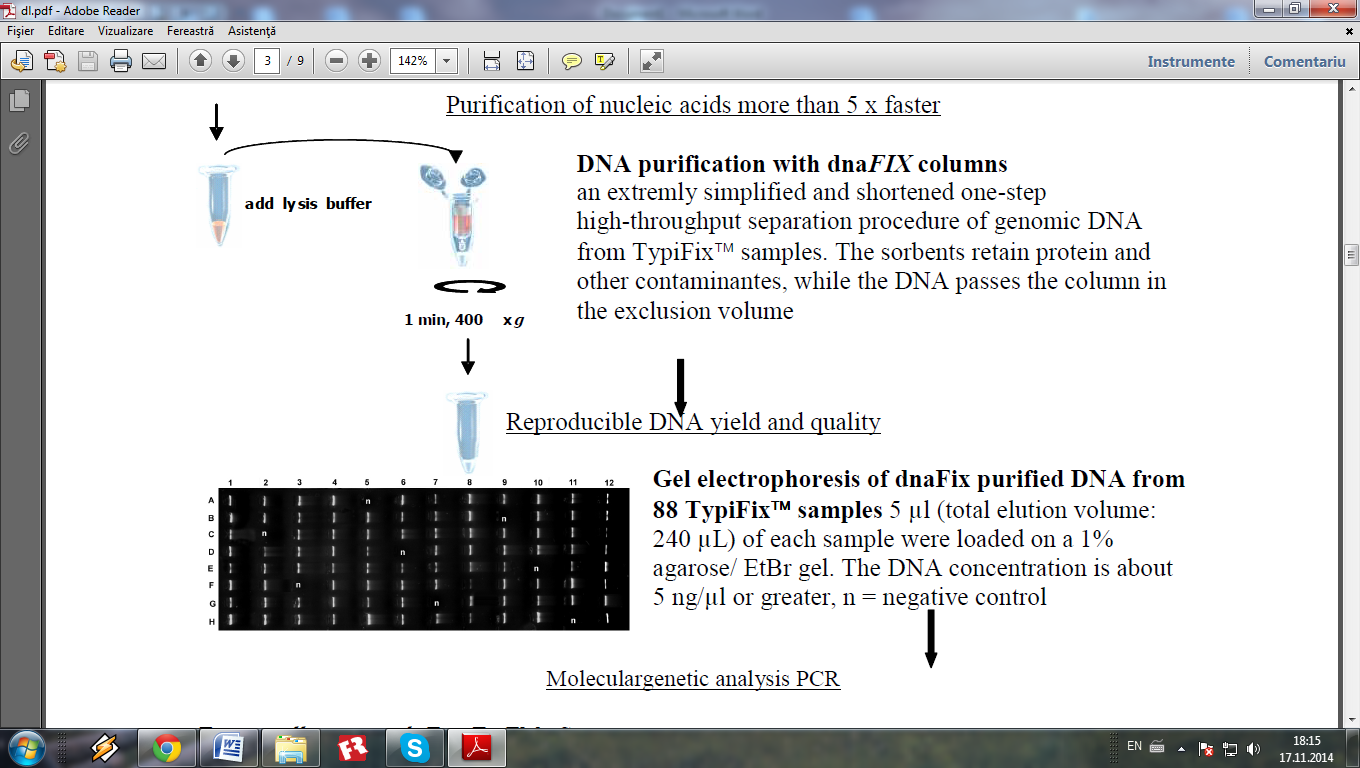 dl.pdf - Adobe Reader
Fișier Editare Vizualizare Fereastră Asistență
3 / 9 142% Instrumente Comentariu
Purification of nucleic acids more than 5 x faster
add lysis buffer
1 min, 400 x g
DNA purification with dnaFIX columns
an extremly simplified and shortened one-step
high-throughput separation procedure of genomic DNA
from TypiFix™ samples. The sorbents retain protein and
other contaminantes, while the DNA passes the column in
the exclusion volume
Reproducible DNA yield and quality
1 2 3 4 5 6 7 8 9 10 11 12
A n
B n
C n
D n
E n
F n
G n
H n
Gel electrophoresis of dnaFix purified DNA from
88 TypiFix™ samples 5 µl (total elution volume:
240 µL) of each sample were loaded on a 1%
agarose/ EtBr gel. The DNA concentration is about
5 ng/µl or greater, n = negative control
Moleculargenetic analysis PCR
EN 18:15
17.11.2014